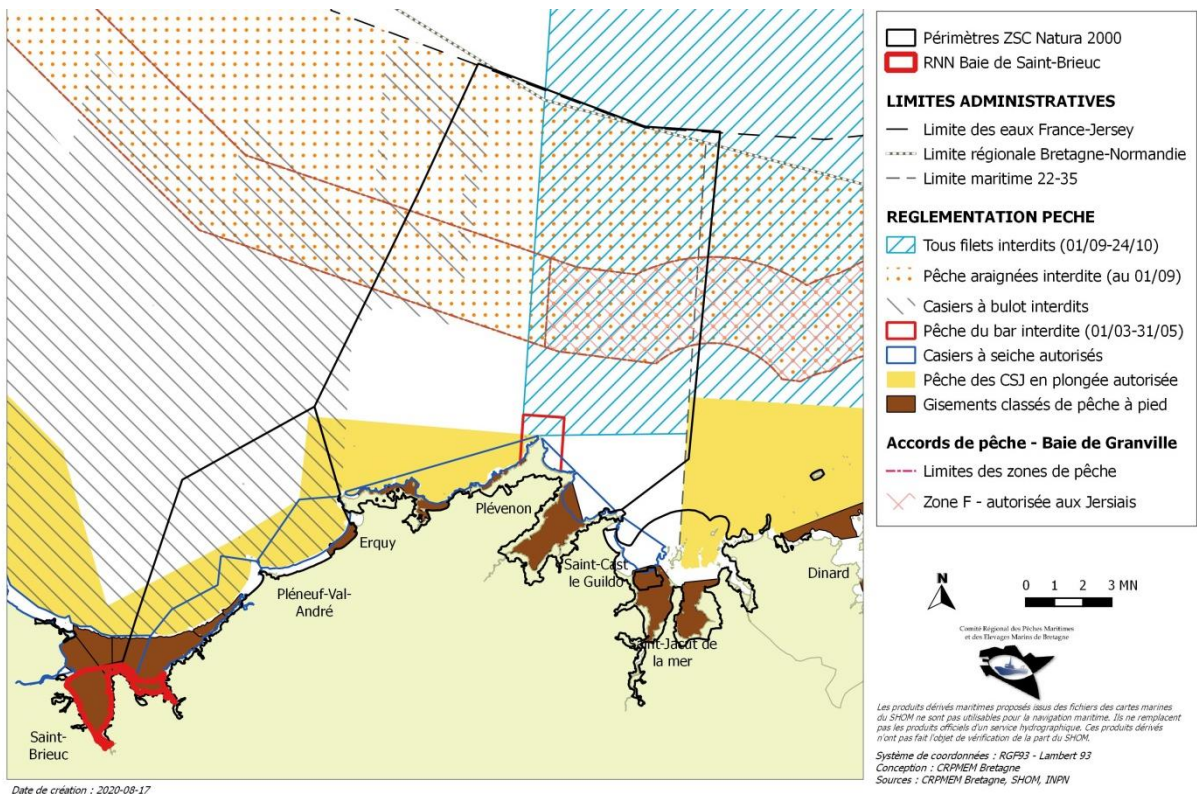 Périmètres ZSC Natura 2000
RNN Baie de Saint-Brieuc
LIMITES ADMINISTRATIVES
Limite des eaux France-Jersey
Limite régionale Bretagne-Normandie
Limite maritime 22-35
REGLEMENTATION PECHE
Tous filets interdits (01/09-24/10)
Pêche araignées interdite (au 01/09)
Casiers à bulot interdits
Pêche du bar interdite (01/03-31/05)
Casiers à seiche autorisés
Pêche des CSJ en plongée autorisée
Gisements classés de pêche à pied
Accords de pêche - Baie de Granville
Limites des zones de pêche
Zone F - autorisée aux Jersiais
Plévenon
Erquy
Saint-Cast
le Guildo
Dinard
Pléneuf-Val-
André
Saint-Jacut de
la mer
Saint-
Brieuc
N
0 1 2 3 MN
Comité Régional des Pêches Maritimes
et des Elevages Marins de Bretagne
Les produits dérivés maritimes proposés issus des fichiers des cartes marines
du SHOM ne sont pas utilisables pour la navigation maritime. Ils ne remplacent
pas les produits officiels d'un service hydrographique. Ces produits dérivés
n'ont pas fait l'objet de vérification de la part du SHOM.
Système de coordonnées : RGF93 - Lambert 93
Conception : CRPMEM Bretagne
Sources : CRPMEM Bretagne, SHOM, INPN
Date de création : 2020-08-17